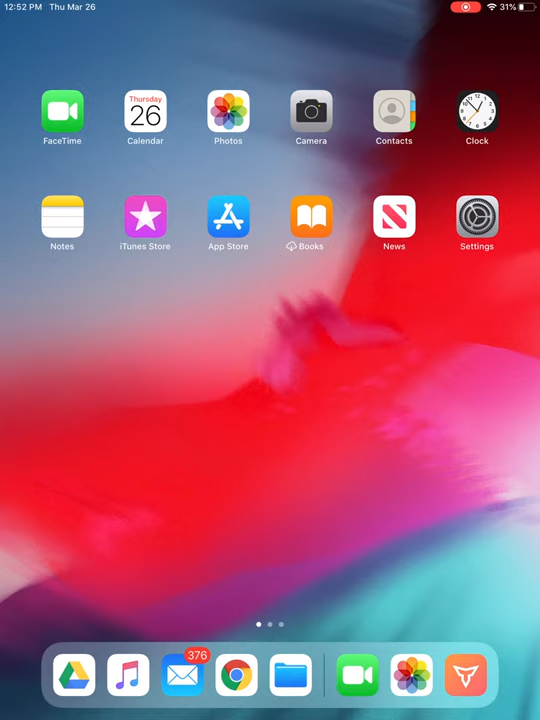 12:52 PM Thu Mar 26 31%
Thursday
26
FaceTime Calendar Photos Camera Contacts Clock
Notes iTunes Store App Store Books News Settings
376